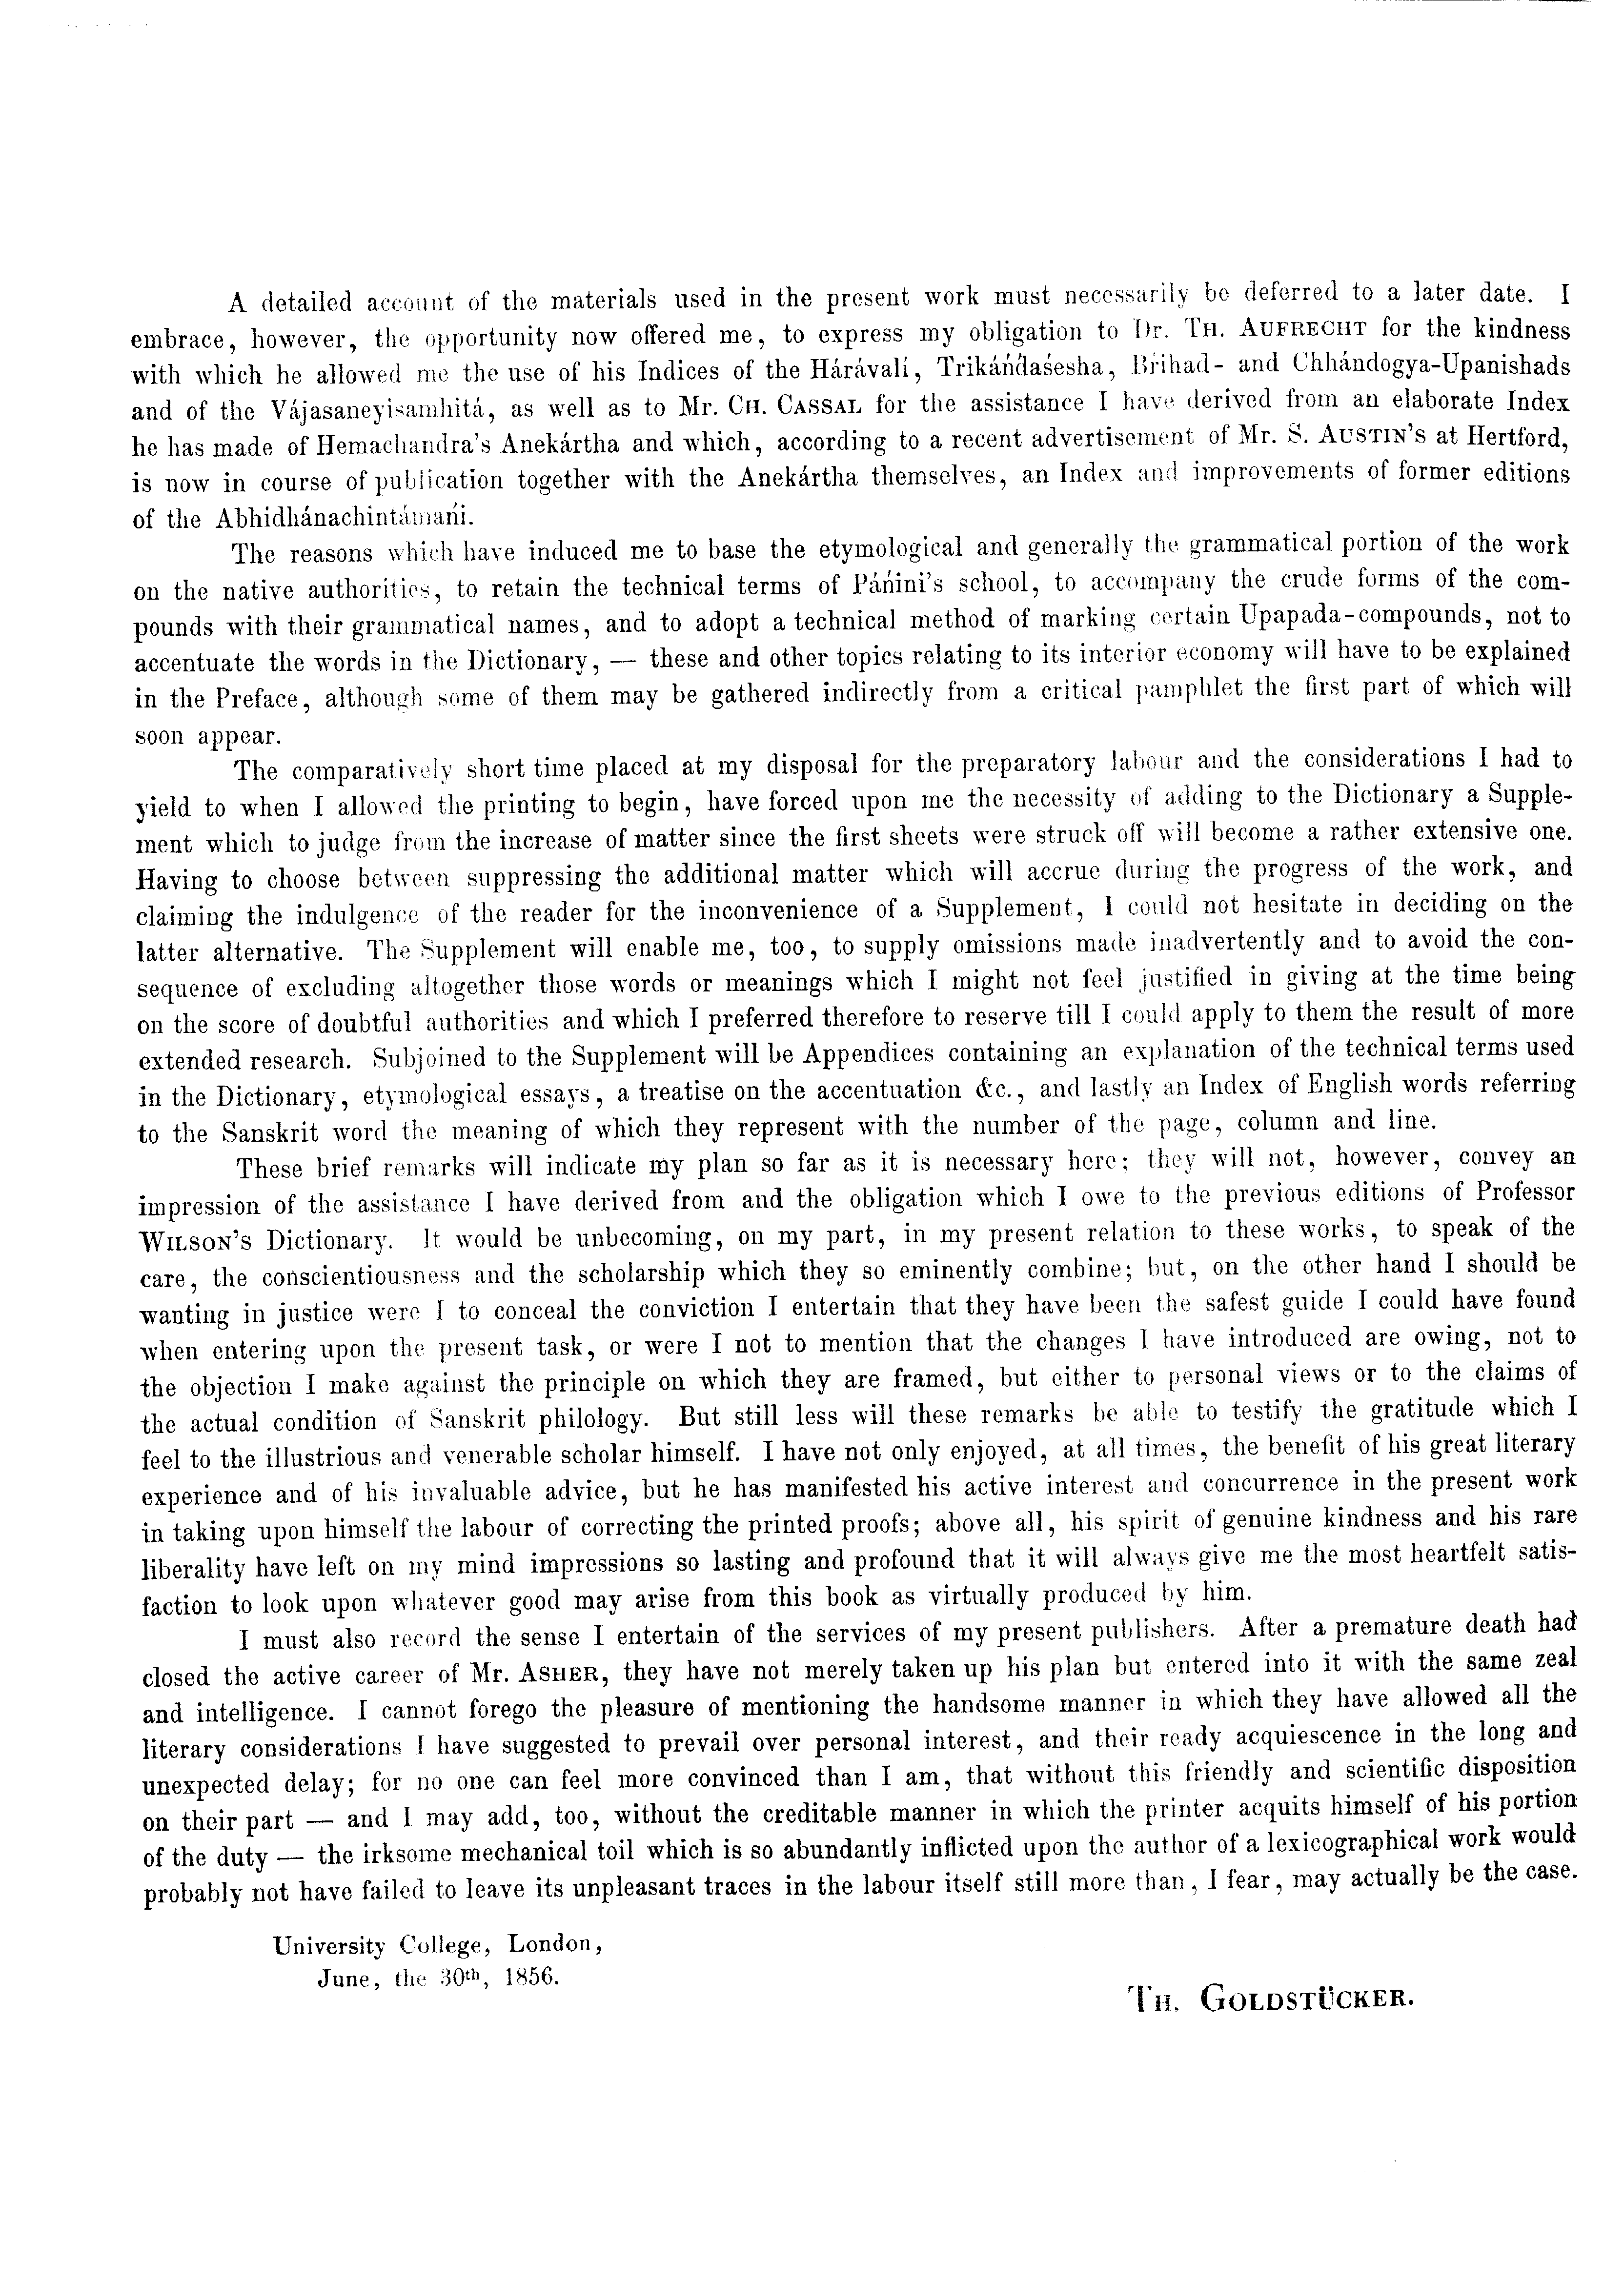 A detailed account of the materials used in the present work must necessarily be deferred to a later date. I
embrace, however, the opportunity now offered me, to express my obligation to Dr. TH. AUFRECHT for the kindness
with which he allowed me the use of his Indices of the Hárávalí, Trikáńd́aśesha, Bŕihad- and Chhándogya-Upanishads
and of the Vájasaneyisamhitá, as well as to Mr. CH. CASSAL for the assistance I have derived from an elaborate Index
he has made of Hemachandra's Anekártha and which, according to a recent advertisement of Mr. S. AUSTIN'S at Hertford,
is now in course of publication together with the Anekártha themselves, an Index and improvements of former editions
of the Abhidhánachintámańi.
The reasons which have induced me to base the etymological and generally the grammatical portion of the work
on the native authorities, to retain the technical terms of Páńini's school, to accompany the crude forms of the com-
pounds with their grammatical names, and to adopt a technical method of marking certain Upapada-compounds, not to
accentuate the words in the Dictionary, — these and other topics relating to its interior economy will have to be explained
in the Preface, although some of them may be gathered indirectly from a critical pamphlet the first part of which will
soon appear.
The comparatively short time placed at my disposal for the preparatory labour and the considerations I had to
yield to when I allowed the printing to begin, have forced upon me the necessity of adding to the Dictionary a Supple-
ment which to judge from the increase of matter since the first sheets were struck off will become a rather extensive one.
Having to choose between suppressing the additional matter which will accrue during the progress of the work, and
claiming the indulgence of the reader for the inconvenience of a Supplement, I could not hesitate in deciding on the
latter alternative. The Supplement will enable me, too, to supply omissions made inadvertently and to avoid the con-
sequence of excluding altogether those words or meanings which I might not feel justified in giving at the time being
on the score of doubtful authorities and which I preferred therefore to reserve till I could apply to them the result of more
extended research. Subjoined to the Supplement will be Appendices containing an explanation of the technical terms used
in the Dictionary, etymological essays, a treatise on the accentuation &c., and lastly an Index of English words referring
to the Sanskrit word the meaning of which they represent with the number of the page, column and line.
These brief remarks will indicate my plan so far as it is necessary here; they will not, however, convey an
impression of the assistance I have derived from and the obligation which I owe to the previous editions of Professor
WILSON'S Dictionary. It would be unbecoming, on my part, in my present relation to these works, to speak of the
care, the conscientiousness and the scholarship which they so eminently combine; but, on the other hand I should be
wanting in justice were I to conceal the conviction I entertain that they have been the safest guide I could have found
when entering upon the present task, or were I not to mention that the changes I have introduced are owing, not to
the objection I make against the principle on which they are framed, but either to personal views or to the claims of
the actual condition of Sanskrit philology. But still less will these remarks be able to testify the gratitude which I
feel to the illustrious and venerable scholar himself. I have not only enjoyed, at all times, the benefit of his great literary
experience and of his invaluable advice, but he has manifested his active interest and concurrence in the present work
in taking upon himself the labour of correcting the printed proofs; above all, his spirit of genuine kindness and his rare
liberality have left on my mind impressions so lasting and profound that it will always give me the most heartfelt satis-
faction to look upon whatever good may arise from this book as virtually produced by him.
I must also record the sense I entertain of the services of my present publishers. After a premature death had
closed the active career of Mr. ASHER, they have not merely taken up his plan but entered into it with the same zeal
and intelligence. I cannot forego the pleasure of mentioning the handsome manner in which they have allowed all the
literary considerations I have suggested to prevail over personal interest, and their ready acquiescence in the long and
unexpected delay; for no one can feel more convinced than I am, that without this friendly and scientific disposition
on their part — and I may add, too, without the creditable manner in which the printer acquits himself of his portion
of the duty — the irksome mechanical toil which is so abundantly inflicted upon the author of a lexicographical work would
probably not have failed to leave its unpleasant traces in the labour itself still more than, I fear, may actually be the case.
University College, London,
June, the 30th, 1856.
TH. GOLDSTÜCKER.